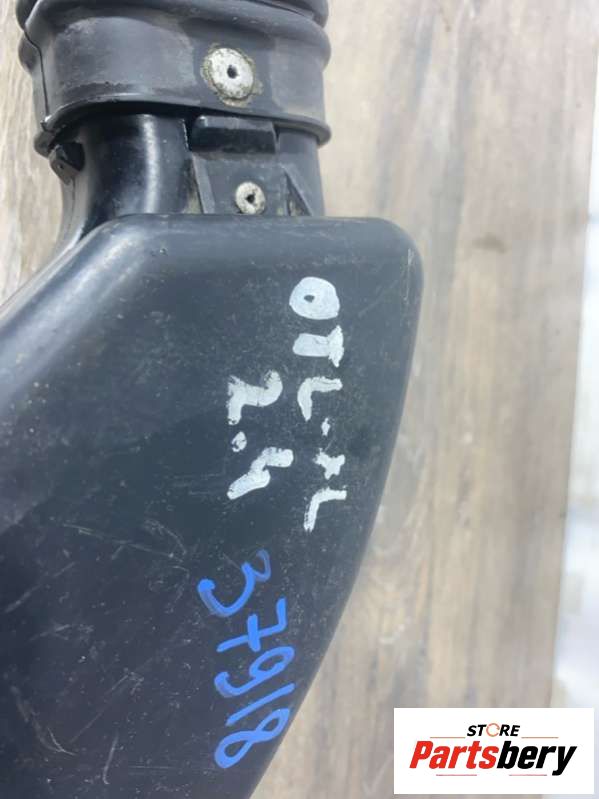 OTL-XL
2.4
37918
STORE
Partsbery